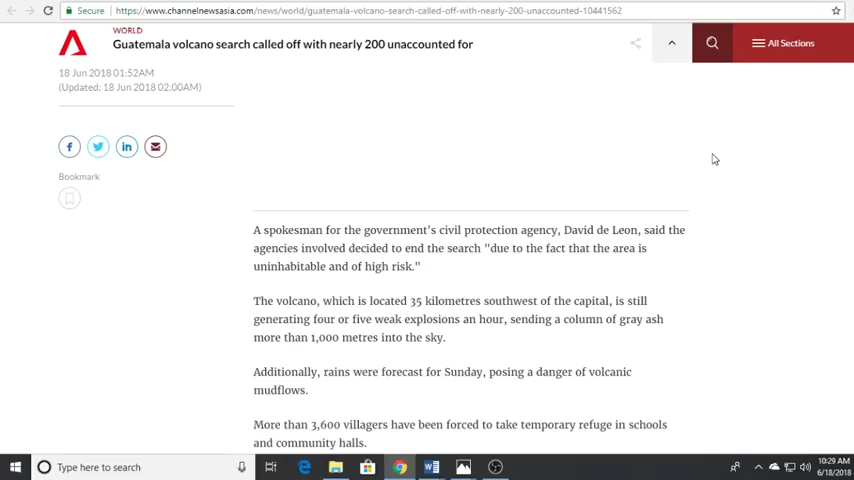 Secure
https://www.channelnewsasia.com/news/world/guatemala-volcano-search-called-off-with-nearly-200-unaccounted-10441562
WORLD
Guatemala volcano search called off with nearly 200 unaccounted for
All Sections
18 Jun 2018 01:52AM
(Updated: 18 Jun 2018 02:00AM)
Bookmark
A spokesman for the government's civil protection agency, David de Leon, said the
agencies involved decided to end the search "due to the fact that the area is
uninhabitable and of high risk."
The volcano, which is located 35 kilometres southwest of the capital, is still
generating four or five weak explosions an hour, sending a column of gray ash
more than 1,000 metres into the sky.
Additionally, rains were forecast for Sunday, posing a danger of volcanic
mudflows.
More than 3,600 villagers have been forced to take temporary refuge in schools
and community halls.
Type here to search
10:29 AM
6/18/2018